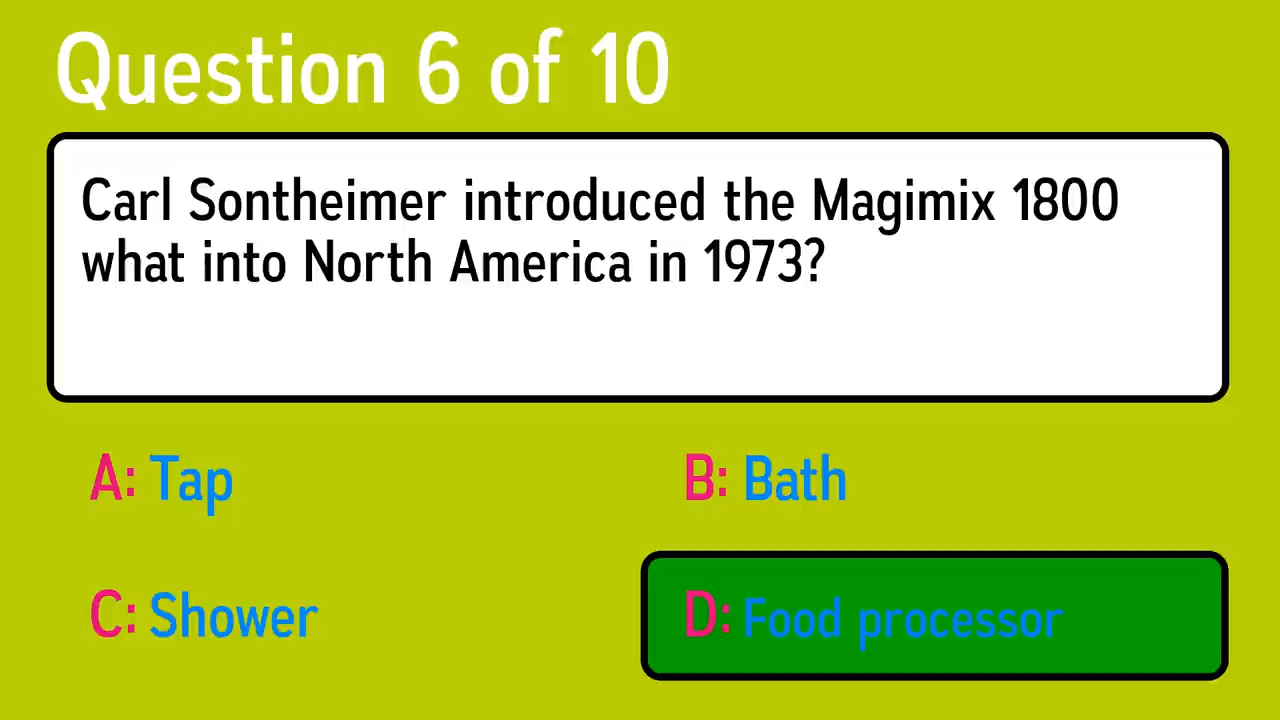 Question 6 of 10
Carl Sontheimer introduced the Magimix 1800
what into North America in 1973?
A: Tap
B: Bath
C: Shower
D: Food processor